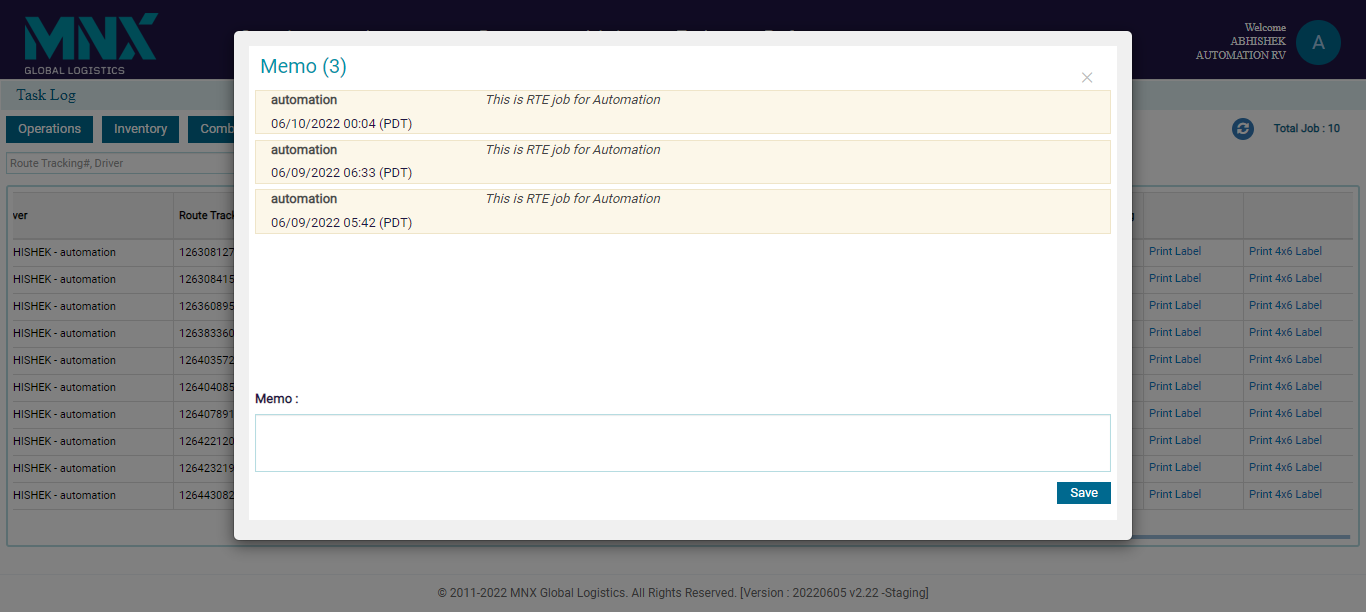 MNX
GLOBAL LOGISTICS
Welcome
ABHISHEK
AUTOMATION RV
A
Task Log
Operations Inventory Comb
Total Job : 10
Route Tracking#, Driver
Memo (3)
×
automation This is RTE job for Automation
06/10/2022 00:04 (PDT)
automation This is RTE job for Automation
06/09/2022 06:33 (PDT)
automation This is RTE job for Automation
06/09/2022 05:42 (PDT)
Memo :
Save
ver Route Track
HISHEK - automation 126308127 Print Label Print 4x6 Label
HISHEK - automation 126308415 Print Label Print 4x6 Label
HISHEK - automation 126360895 Print Label Print 4x6 Label
HISHEK - automation 126383360 Print Label Print 4x6 Label
HISHEK - automation 126403572 Print Label Print 4x6 Label
HISHEK - automation 126404085 Print Label Print 4x6 Label
HISHEK - automation 126407891 Print Label Print 4x6 Label
HISHEK - automation 126422120 Print Label Print 4x6 Label
HISHEK - automation 126423219 Print Label Print 4x6 Label
HISHEK - automation 126443082 Print Label Print 4x6 Label
© 2011-2022 MNX Global Logistics. All Rights Reserved. [Version : 20220605 v2.22 -Staging]